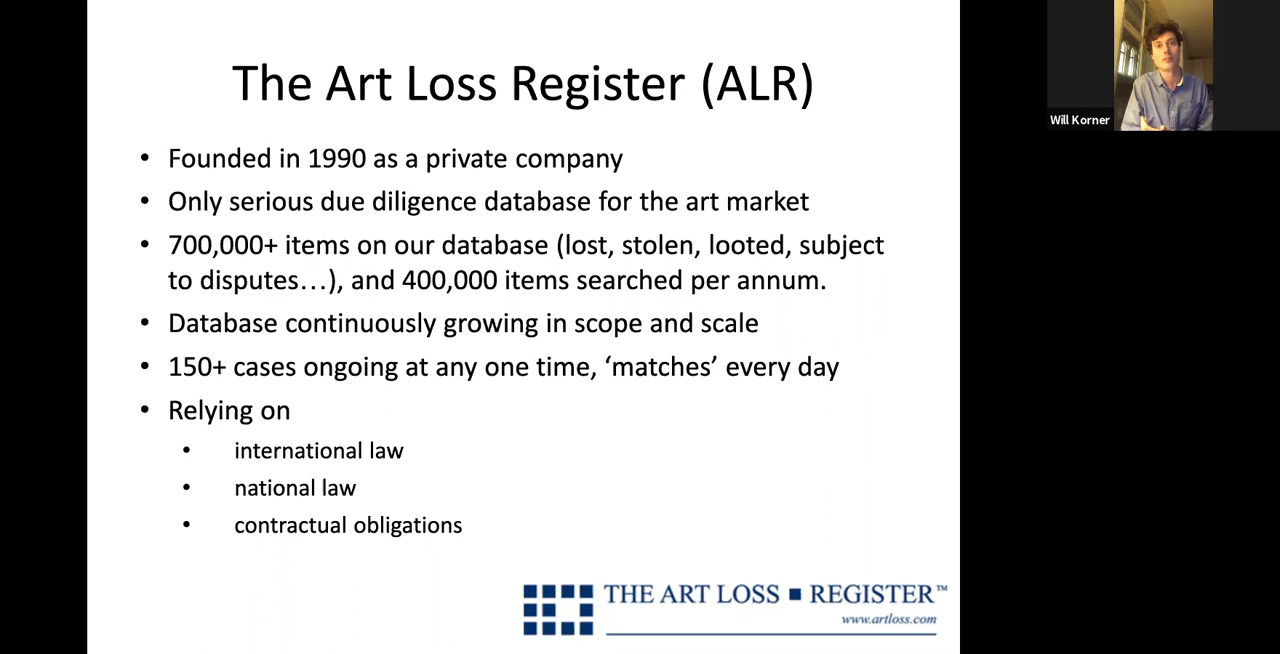 The Art Loss Register (ALR)
• Founded in 1990 as a private company
• Only serious due diligence database for the art market
• 700,000+ items on our database (lost, stolen, looted, subject
to disputes…), and 400,000 items searched per annum.
• Database continuously growing in scope and scale
• 150+ cases ongoing at any one time, ‘matches’ every day
• Relying on
• international law
• national law
• contractual obligations
THE ART LOSS ■ REGISTER™
www.artloss.com
Will Korner